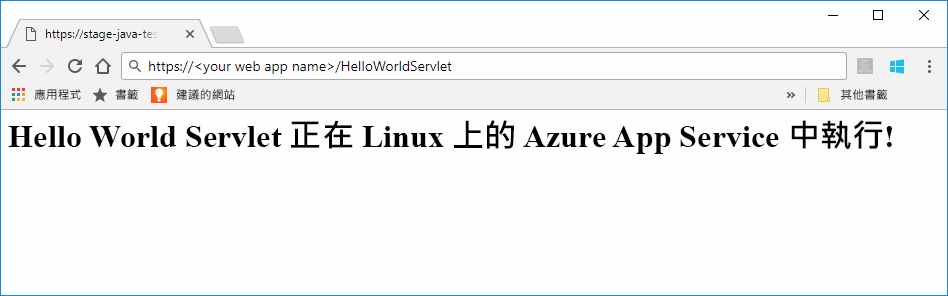 https://stage-java-tes
https://<your web app name>/HelloWorldServlet
應用程式 書籤 建議的網站 » 其他書籤
Hello World Servlet 正在 Linux 上的 Azure App Service 中執行!